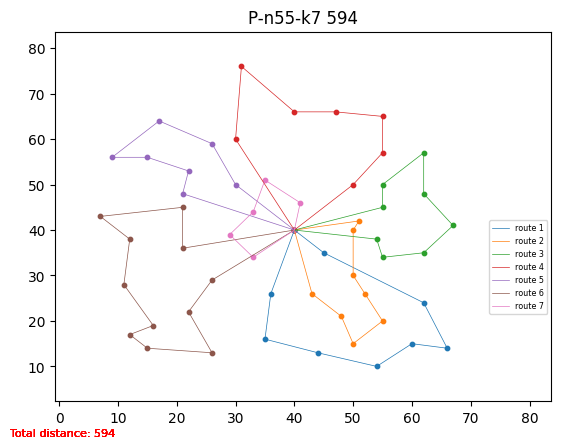 P-n55-k7 594
80
70
60
50
40
30
20
10
0 10 20 30 40 50 60 70 80
route 1
route 2
route 3
route 4
route 5
route 6
route 7
Total distance: 594